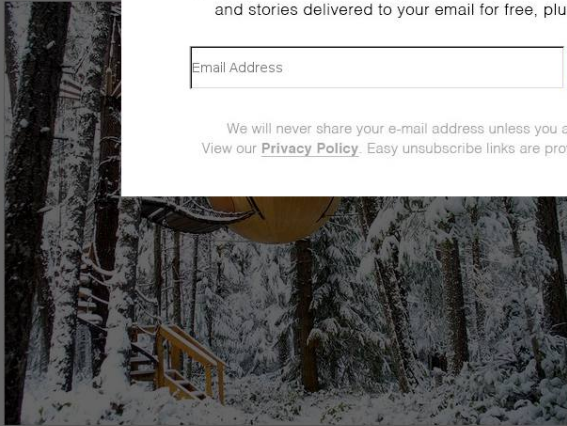 and stories delivered to your email for free, plu
Email Address
We will never share your e-mail address unless you a
View our Privacy Policy. Easy unsubscribe links are pro